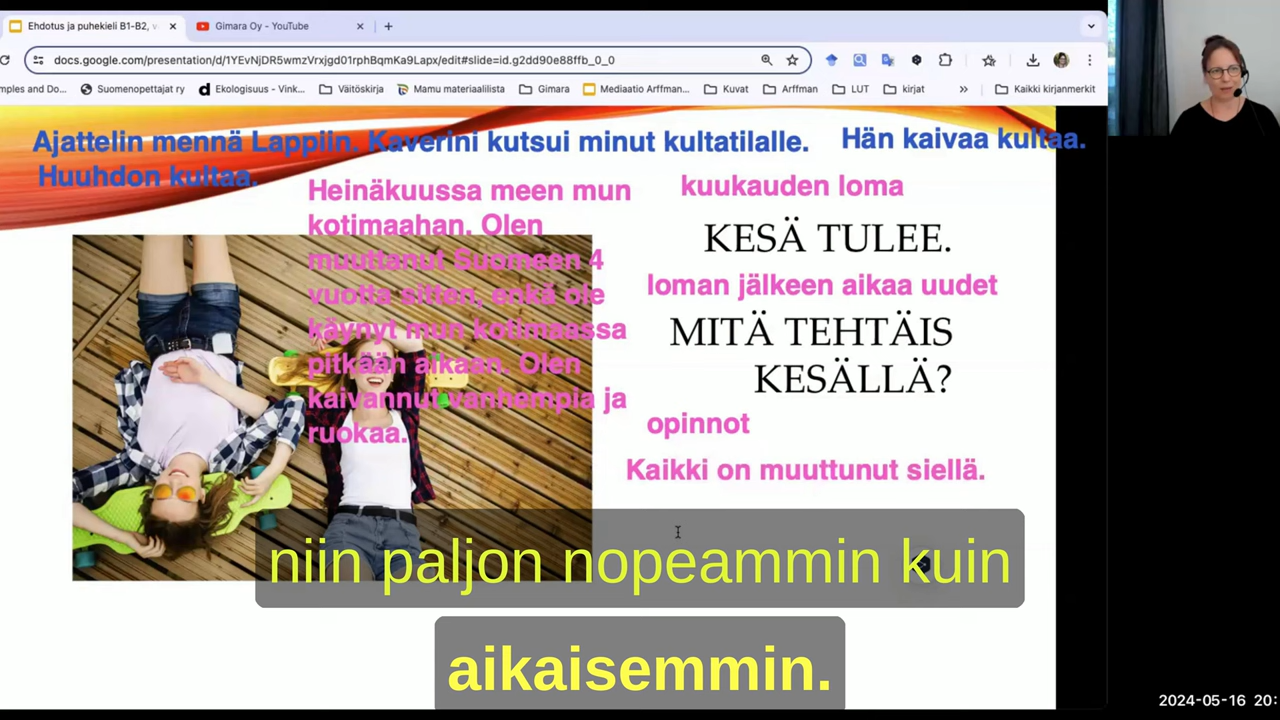 Ehdotus ja puhekieli B1-B2, v
Gimara Oy - YouTube
docs.google.com/presentation/d/1YEvNjDR5wmzVrxjgd01rphBqmKa9Lapx/edit#slide=id.g2dd90e88ffb_0_0
mples and Do... Suomenopettajat ry Ekologisuus - Vink... Väitöskirja Mamu materiaalilista Gimara Mediaatio Arffman... Kuvat Arffman LUT kirjat » Kaikki kirjanmerkit
Ajattelin mennä Lappiin. Kaverini kutsui minut kultatilalle. Hän kaivaa kultaa.
Huuhdon kultaa.
Heinäkuussa meen mun
kotimaahan. Olen
muuttanut Suomeen 4
vuotta sitten, enkä ole
käynyt mun kotimaassa
pitkään aikaan. Olen
kaivannut vanhempia ja
ruokaa.
kuukauden loma
KESÄ TULEE.
loman jälkeen aikaa uudet
MITÄ TEHTÄIS
KESÄLLÄ?
opinnot
Kaikki on muuttunut siellä.
niin paljon nopeammin kuin
aikaisemmin.
2024-05-16 20: